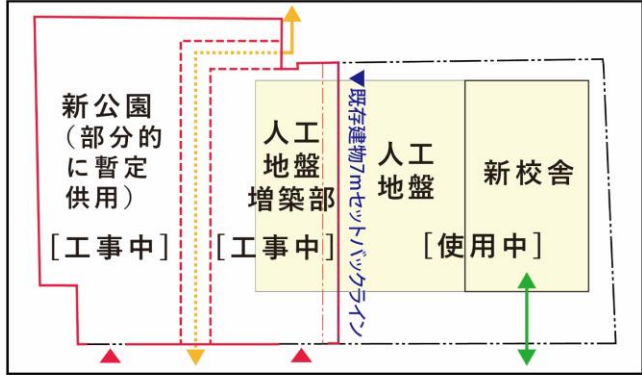 新公園
（部分的
に暫定
供用）
［工事中］
人工
地盤
増築部
［工事中］
▼既存建物7mセットバックライン
人工
地盤
新校舎
［使用中］